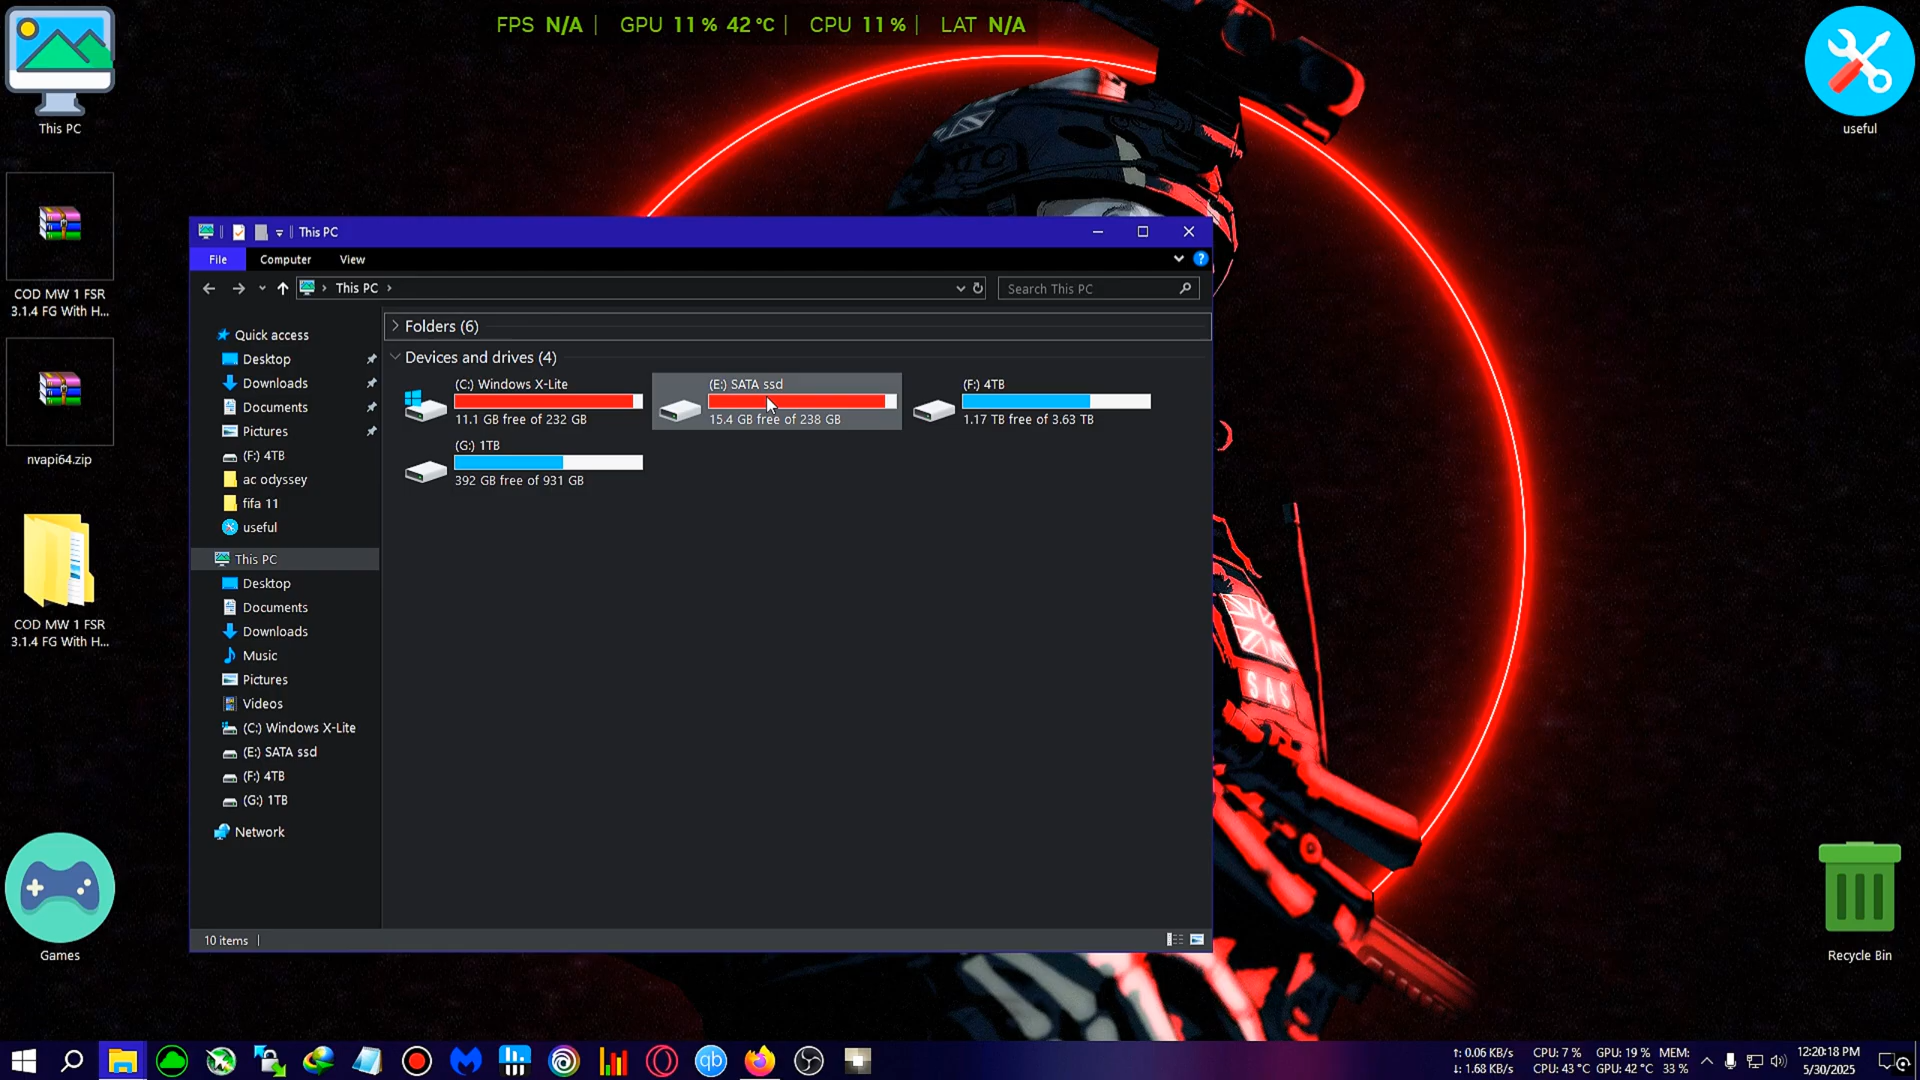 FPS N/A | GPU 11 % 42 °C | CPU 11 % | LAT N/A
This PC
COD MW 1 FSR
3.1.4 FG With H...
nvapi64.zip
COD MW 1 FSR
3.1.4 FG With H...
Games
useful
Recycle Bin
This PC
File
Computer
View
This PC
Search This PC
Quick access
Desktop
Downloads
Documents
Pictures
(F:) 4TB
ac odyssey
fifa 11
useful
This PC
Desktop
Documents
Downloads
Music
Pictures
Videos
(C:) Windows X-Lite
(E:) SATA ssd
(F:) 4TB
(G:) 1TB
Network
Folders (6)
Devices and drives (4)
(C:) Windows X-Lite
11.1 GB free of 232 GB
(E:) SATA ssd
15.4 GB free of 238 GB
(F:) 4TB
1.17 TB free of 3.63 TB
(G:) 1TB
392 GB free of 931 GB
10 items
SAS
qb
↑: 0.06 KB/s
↓: 1.68 KB/s
CPU: 7 % GPU: 19 % MEM:
CPU: 43 °C GPU: 42 °C 33 %
12:20:18 PM
5/30/2025